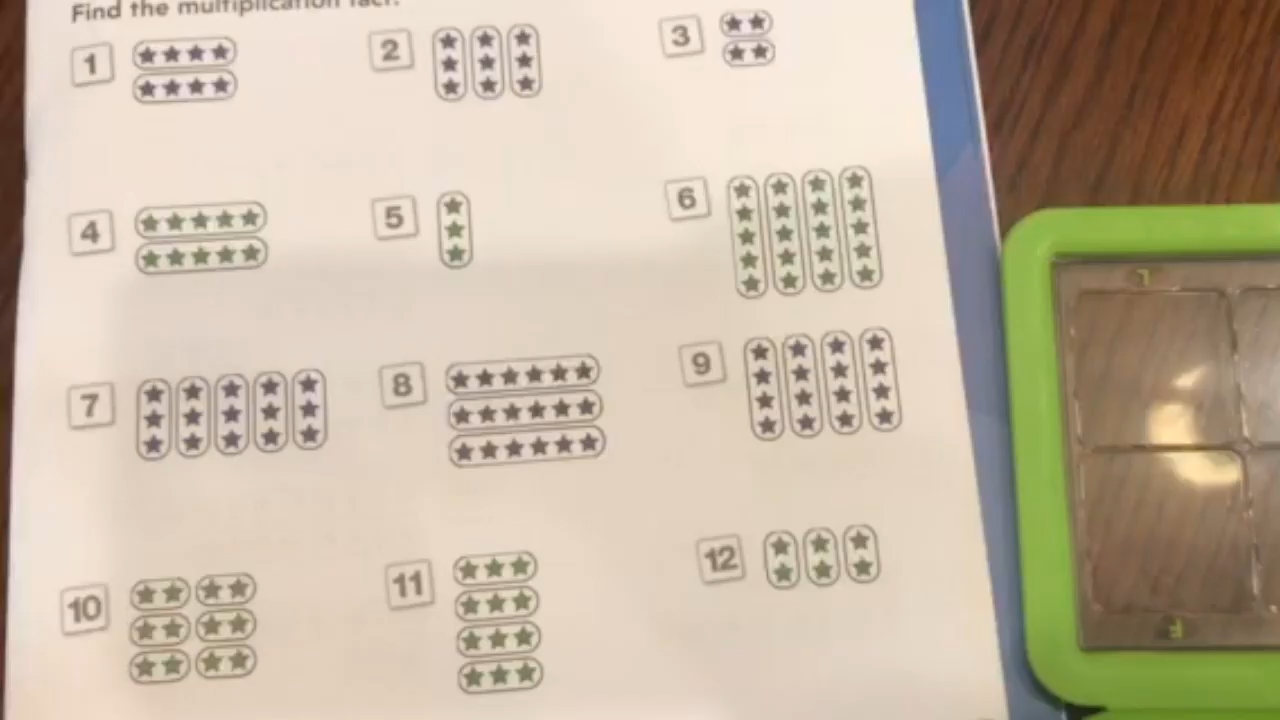 Find the multiplication fact.
1 2 3
4 5 6
7 8 9
10 11 12